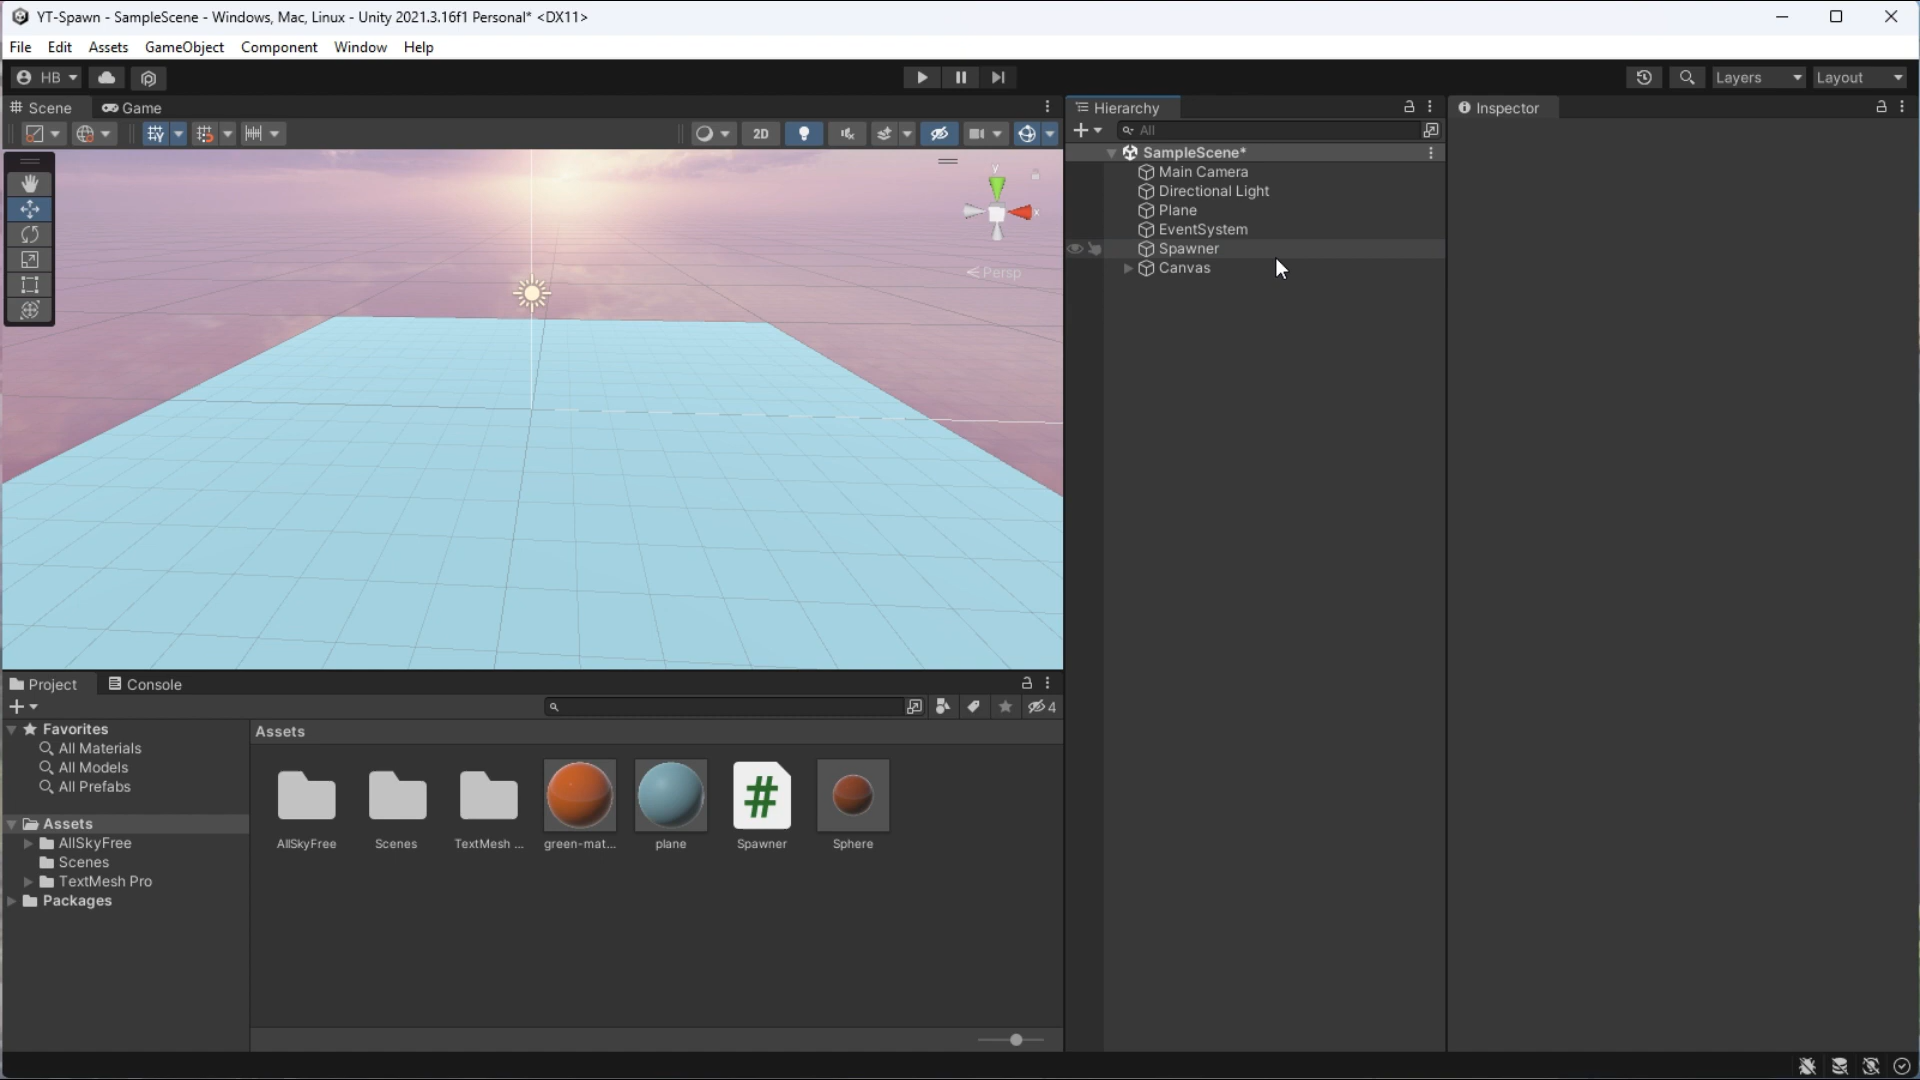 YT-Spawn - SampleScene - Windows, Mac, Linux - Unity 2021.3.16f1 Personal* <DX11>
File Edit Assets GameObject Component Window Help
HB
Layers Layout
Scene Game
2D
y
x
Persp
Hierarchy
All
SampleScene*
Main Camera
Directional Light
Plane
EventSystem
Spawner
Canvas
Inspector
Project Console
4
Favorites
All Materials
All Models
All Prefabs
Assets
AllSkyFree
Scenes
TextMesh Pro
Packages
Assets
AllSkyFree Scenes TextMesh ... green-mat... plane Spawner Sphere
#